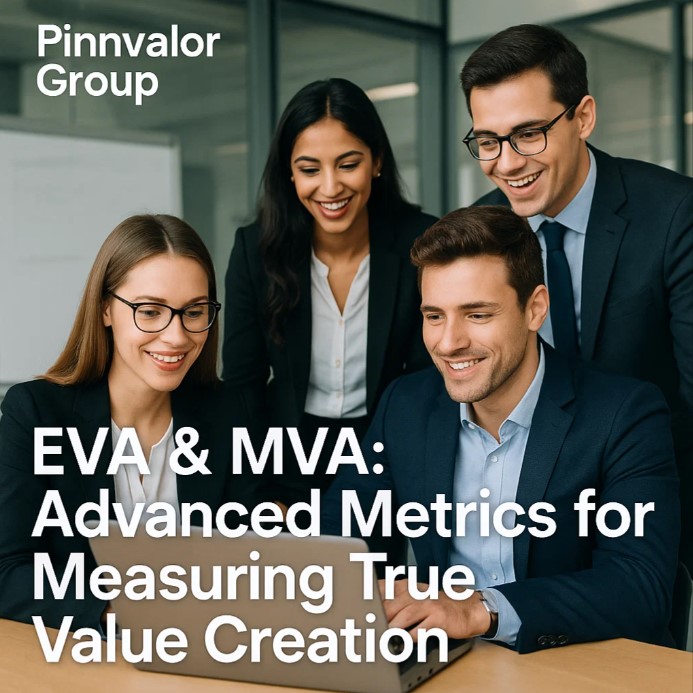 Pinnvalor
Group
EVA & MVA:
Advanced Metrics for
Measuring True
Value Creation